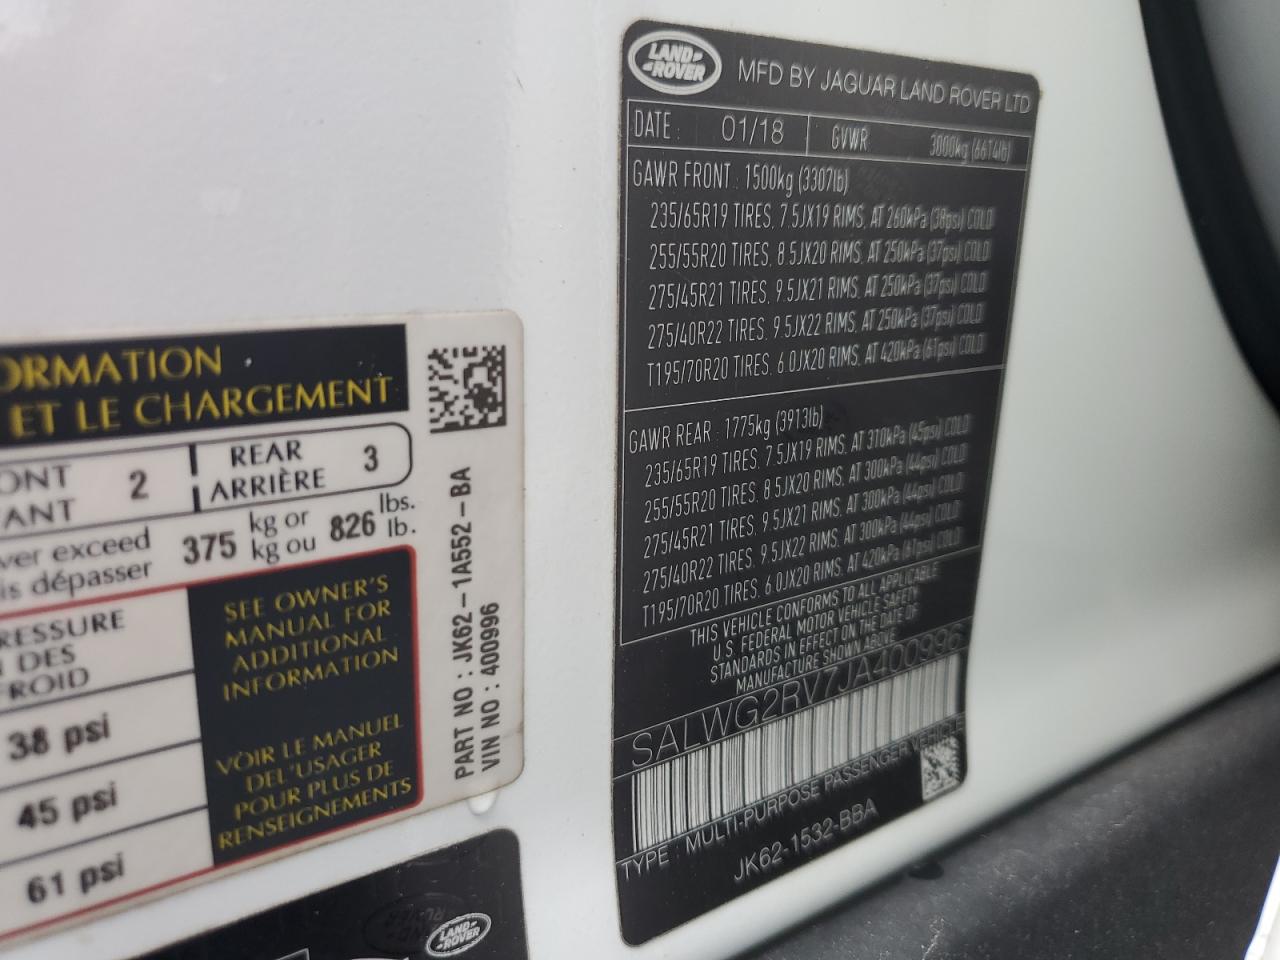 ORMATION
ET LE CHARGEMENT
ONT
ANT
2
REAR
ARRIÈRE
3
ver exceed
is dépasser
375
kg or
kg ou
826
lbs.
lb.
RESSURE
N DES
FROID
38 psi
45 psi
61 psi
SEE OWNER'S
MANUAL FOR
ADDITIONAL
INFORMATION
VOIR LE MANUEL
DEL'USAGER
POUR PLUS DE
RENSEIGNEMENTS
PART NO : JK62-1A552-BA
VIN NO : 400996
LAND-
-ROVER
LAND-
-ROVER
MFD BY JAGUAR LAND ROVER LTD
DATE : 01/18 GVWR 3000kg (6614lb)
GAWR FRONT : 1500kg (3307lb)
235/65R19 TIRES, 7.5JX19 RIMS, AT 260kPa (38psi) COLD
255/55R20 TIRES, 8.5JX20 RIMS, AT 250kPa (37psi) COLD
275/45R21 TIRES, 9.5JX21 RIMS, AT 250kPa (37psi) COLD
275/40R22 TIRES, 9.5JX22 RIMS, AT 250kPa (37psi) COLD
T195/70R20 TIRES, 6.0JX20 RIMS, AT 420kPa (61psi) COLD
GAWR REAR : 1775kg (3913lb)
235/65R19 TIRES, 7.5JX19 RIMS, AT 310kPa (45psi) COLD
255/55R20 TIRES, 8.5JX20 RIMS, AT 300kPa (44psi) COLD
275/45R21 TIRES, 9.5JX21 RIMS, AT 300kPa (44psi) COLD
275/40R22 TIRES, 9.5JX22 RIMS, AT 300kPa (44psi) COLD
T195/70R20 TIRES, 6.0JX20 RIMS, AT 420kPa (61psi) COLD
THIS VEHICLE CONFORMS TO ALL APPLICABLE
U.S. FEDERAL MOTOR VEHICLE SAFETY
STANDARDS IN EFFECT ON THE DATE OF
MANUFACTURE SHOWN ABOVE.
SALWG2RV7JA400996
TYPE : MULTI-PURPOSE PASSENGER VEHICLE
JK62-1532-BBA